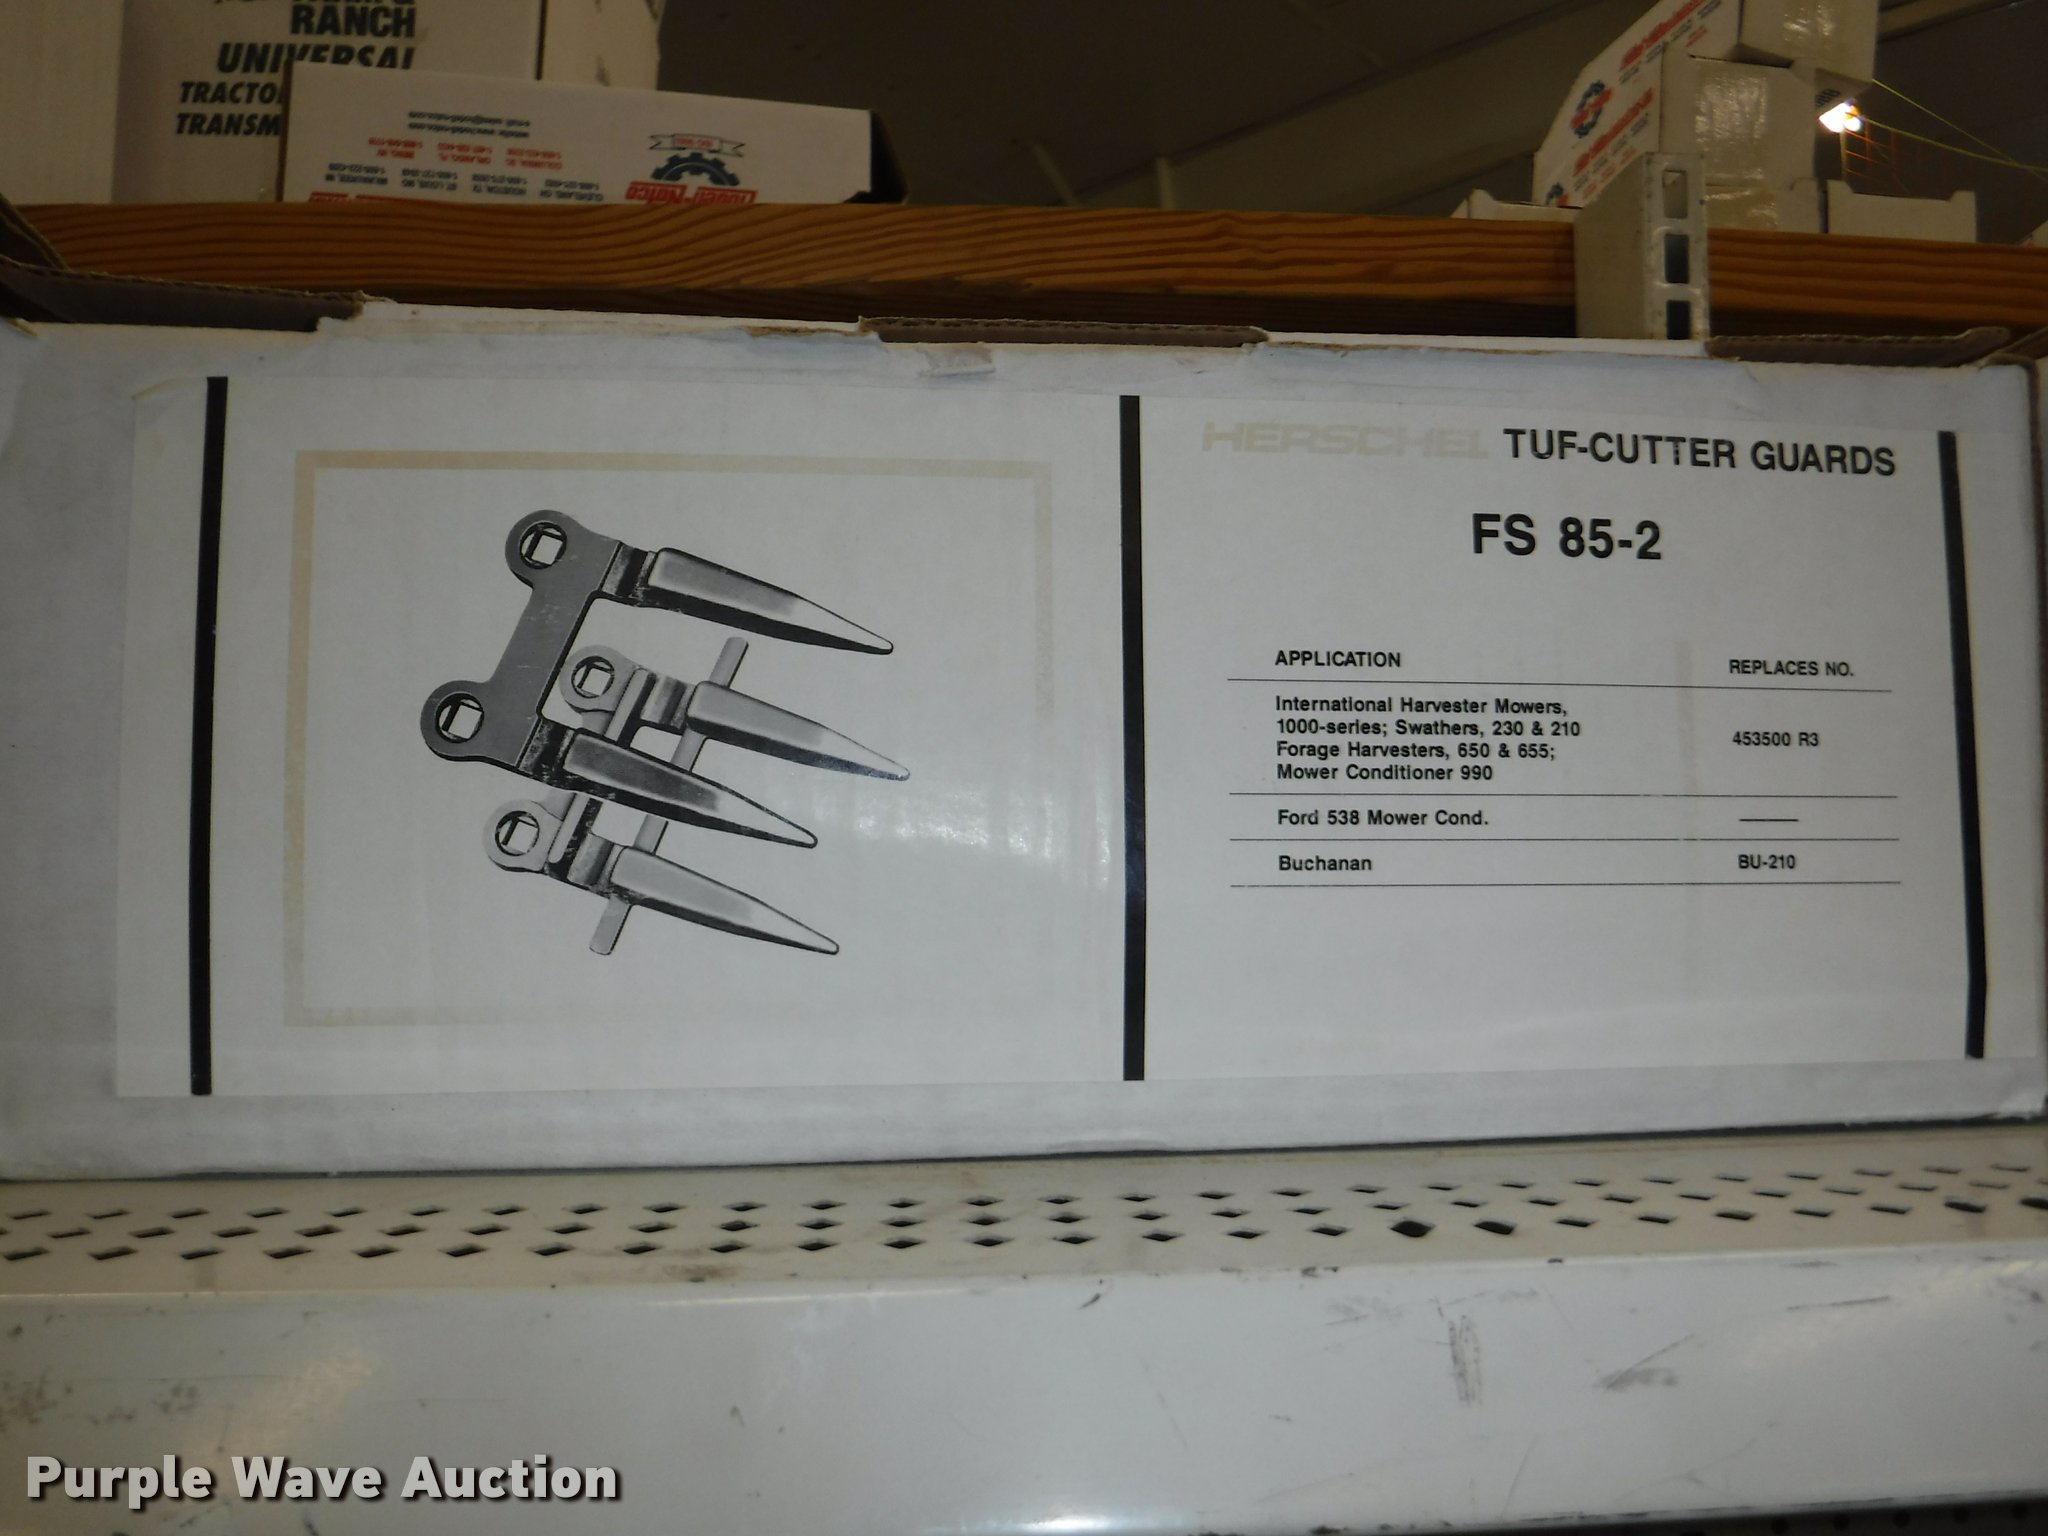 RANCH
UNIVERSAL
TRACTO
TRANSM
HERSCHEL TUF-CUTTER GUARDS
FS 85-2
APPLICATION REPLACES NO.
International Harvester Mowers,
1000-series; Swathers, 230 & 210
Forage Harvesters, 650 & 655;
Mower Conditioner 990
453500 R3
Ford 538 Mower Cond. ——
Buchanan BU-210
Purple Wave Auction